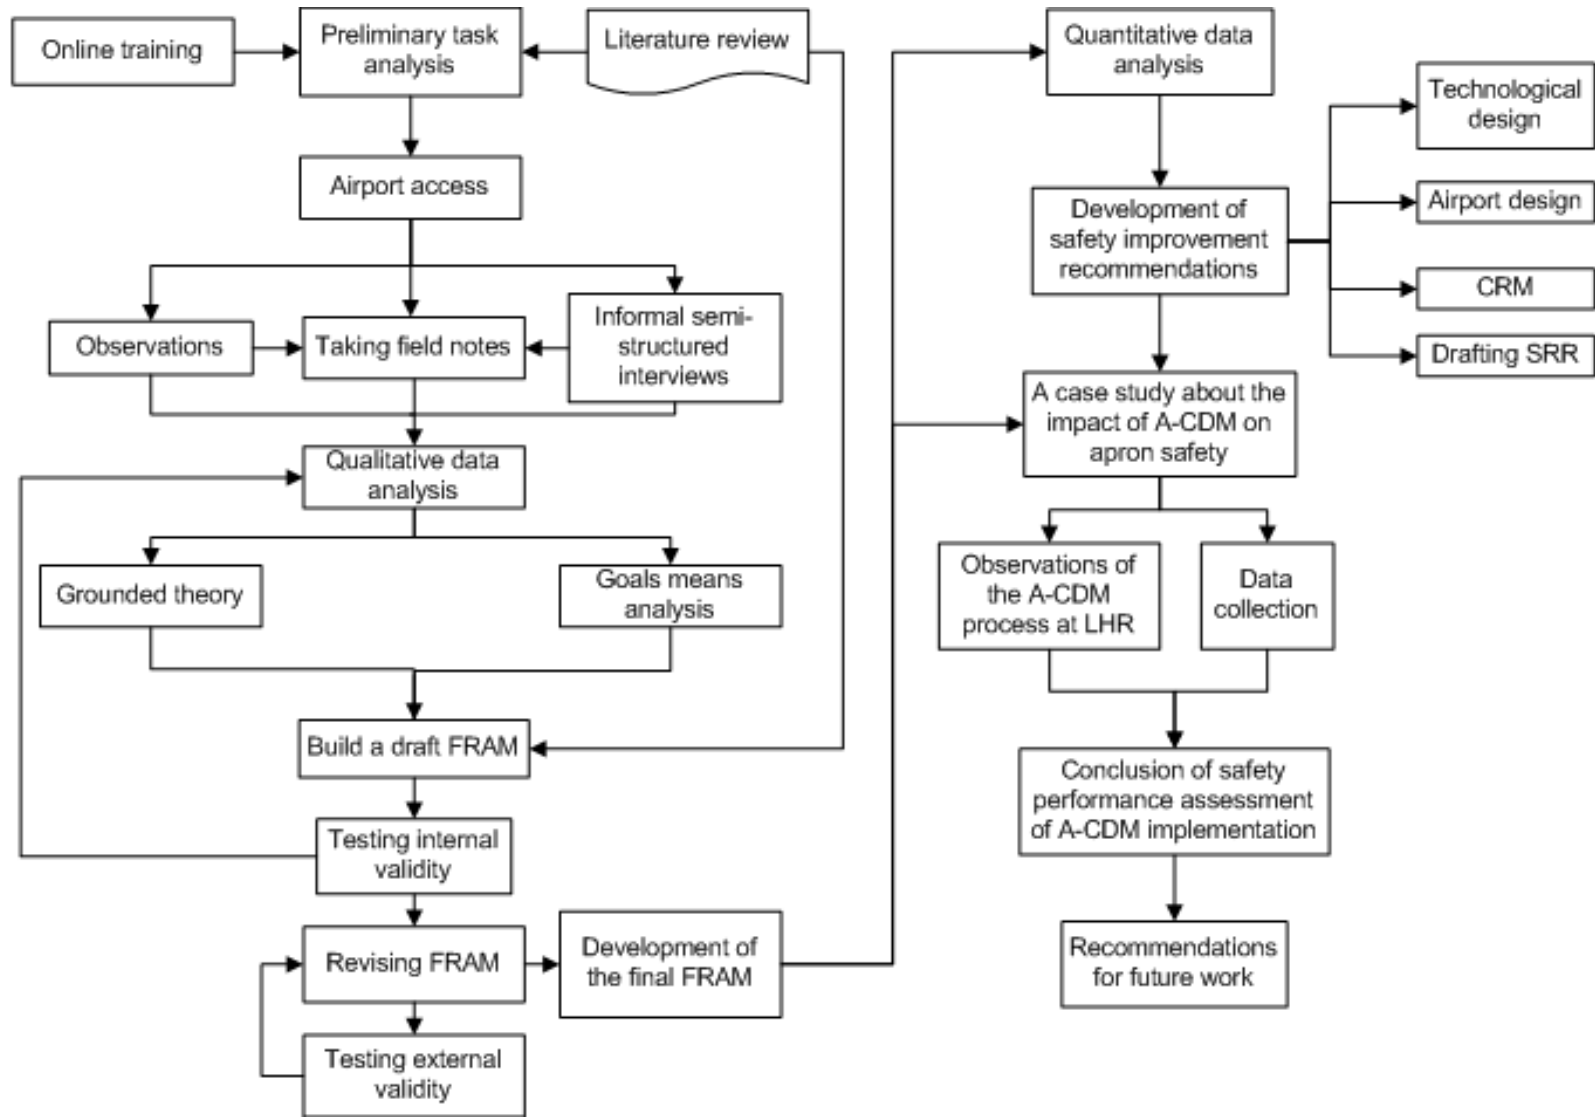 Online training
Preliminary task
analysis
Literature review
Airport access
Observations
Taking field notes
Informal semi-
structured
interviews
Qualitative data
analysis
Grounded theory
Goals means
analysis
Build a draft FRAM
Testing internal
validity
Revising FRAM
Development of
the final FRAM
Testing external
validity
Quantitative data
analysis
Technological
design
Airport design
CRM
Drafting SRR
Development of
safety improvement
recommendations
A case study about the
impact of A-CDM on
apron safety
Observations of
the A-CDM
process at LHR
Data
collection
Conclusion of safety
performance assessment
of A-CDM implementation
Recommendations
for future work